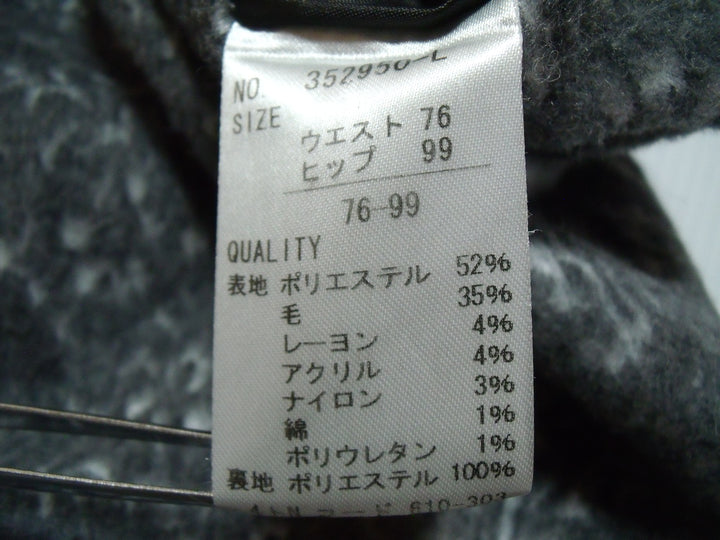 NO. 352950-L
SIZE ウエスト 76
ヒップ 99
76-99
QUALITY
表地 ポリエステル 52%
毛 35%
レーヨン 4%
アクリル 4%
ナイロン 3%
綿 1%
ポリウレタン 1%
裏地 ポリエステル 100%